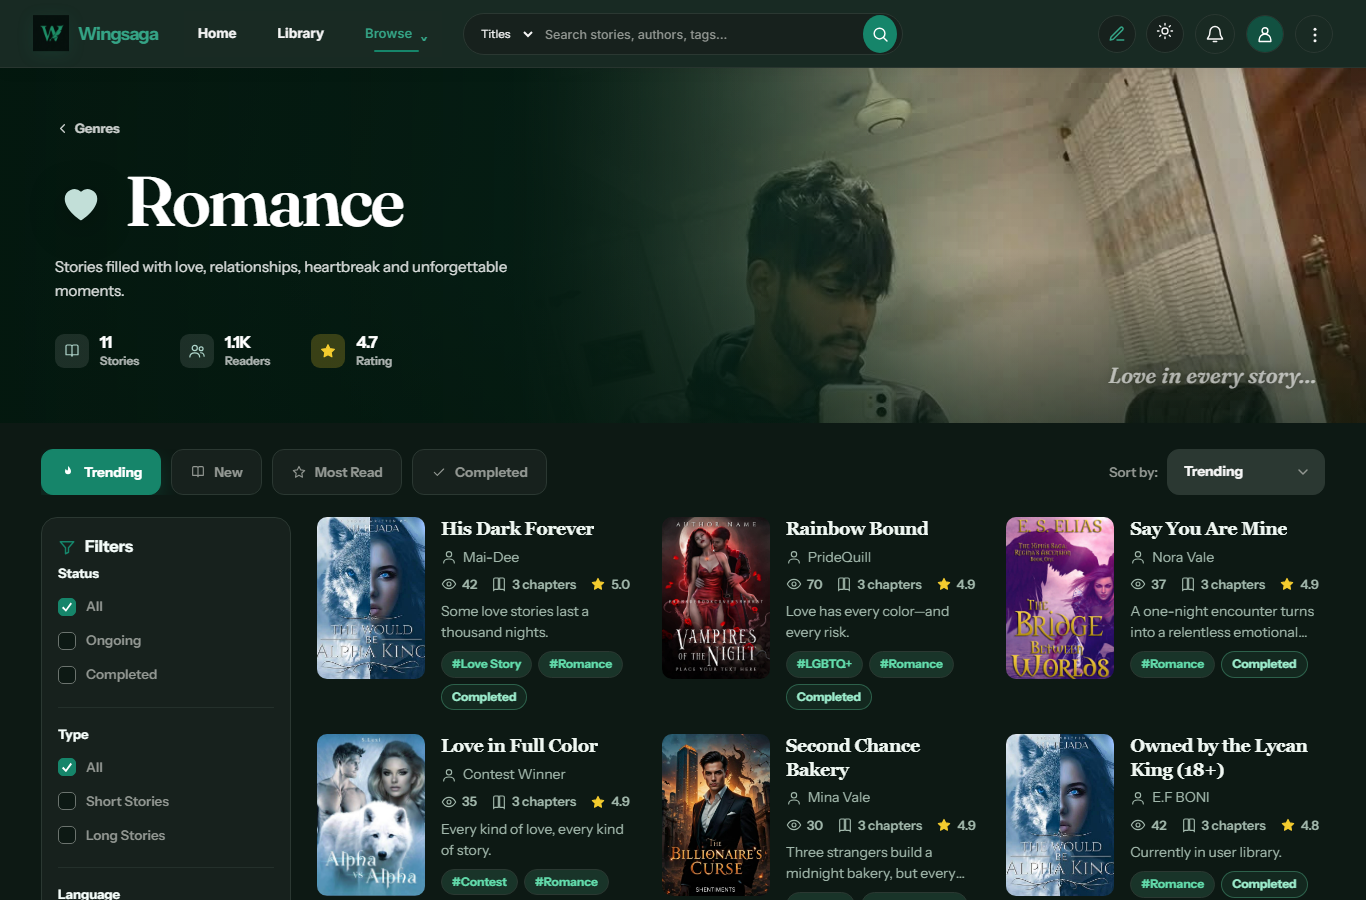 Wingsaga
Home
Library
Browse
Titles
Search stories, authors, tags...
Genres
Romance
Stories filled with love, relationships, heartbreak and unforgettable
moments.
11
Stories
1.1K
Readers
4.7
Rating
Love in every story...
Trending
New
Most Read
Completed
Sort by:
Trending
Filters
Status
All
Ongoing
Completed
Type
All
Short Stories
Long Stories
Language
His Dark Forever
Mai-Dee
42 3 chapters 5.0
Some love stories last a
thousand nights.
#Love Story #Romance
Completed
AUTHOR NAME
VAMPIRES
OF THE NIGHT
PLACE YOUR TEXT HERE
Rainbow Bound
PrideQuill
70 3 chapters 4.9
Love has every color—and
every risk.
#LGBTQ+ #Romance
Completed
E. S. ELIAS
THE
BRIDGE
BETWEEN
WORLDS
Say You Are Mine
Nora Vale
37 3 chapters 4.9
A one-night encounter turns
into a relentless emotional...
#Romance Completed
Alpha
vs Alpha
Love in Full Color
Contest Winner
35 3 chapters 4.9
Every kind of love, every kind
of story.
#Contest #Romance
THE
BILLIONAIRE'S
CURSE
SHENTIMENTS
Second Chance
Bakery
Mina Vale
30 3 chapters 4.9
Three strangers build a
midnight bakery, but every...
THE WOULD
BE
ALPHA KING
Owned by the Lycan
King (18+)
E.F BONI
42 3 chapters 4.8
Currently in user library.
#Romance Completed